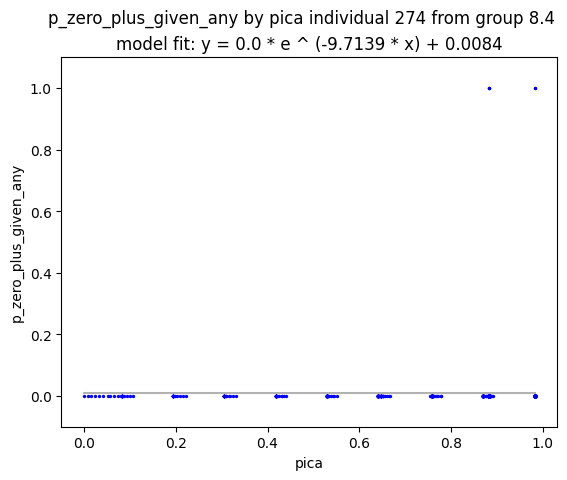 p_zero_plus_given_any by pica individual 274 from group 8.4
model fit: y = 0.0 * e ^ (-9.7139 * x) + 0.0084
1.0
0.8
0.6
0.4
0.2
0.0
p_zero_plus_given_any
0.0 0.2 0.4 0.6 0.8 1.0
pica